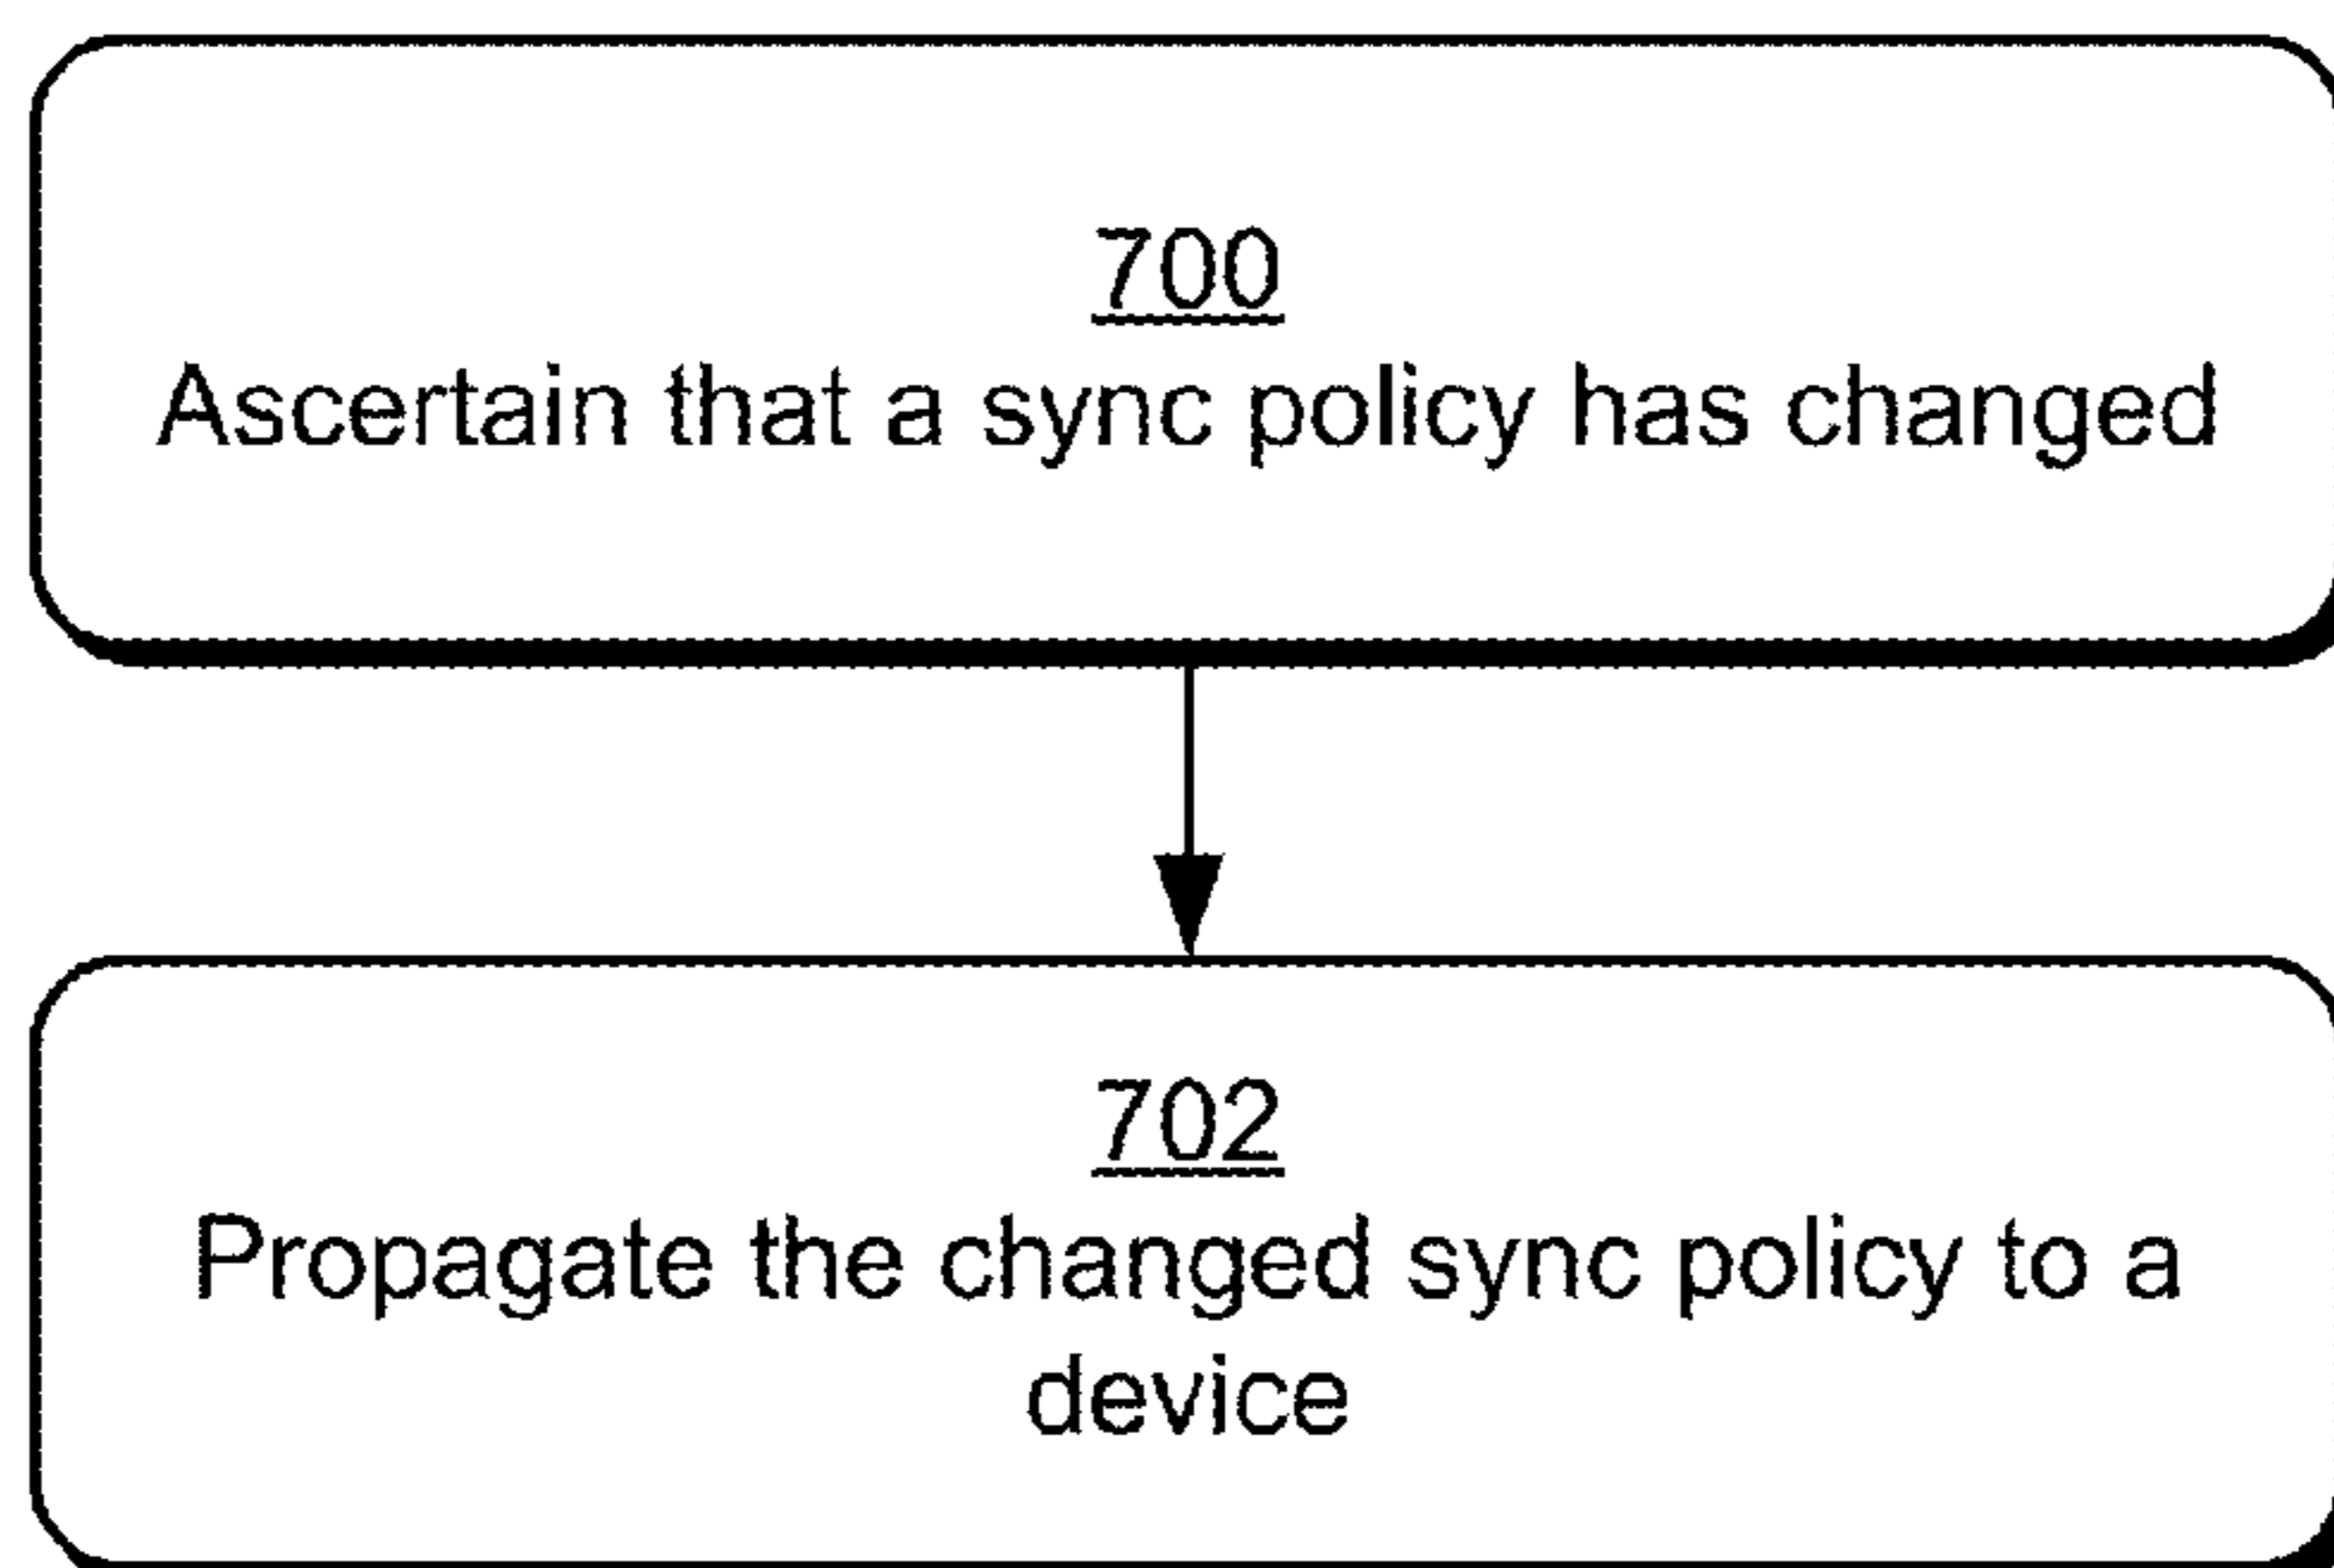 700
Ascertain that a sync policy has changed
702
Propagate the changed sync policy to a
device